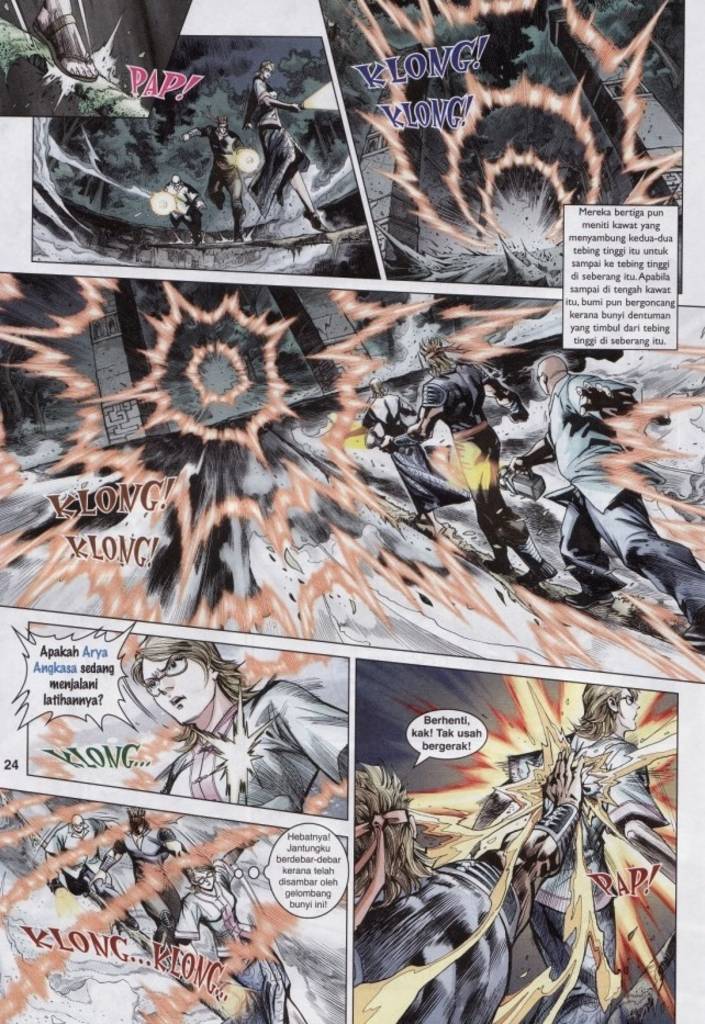 PAP!
KLONG!
KLONG!
Mereka bertiga pun
meniti kawat yang
menyambung kedua-dua
tebing tinggi itu untuk
sampai ke tebing tinggi
di seberang itu. Apabila
sampai di tengah kawat
itu, bumi pun bergoncang
kerana bunyi dentuman
yang timbul dari tebing
tinggi di seberang itu.
KLONG!
KLONG!
Apakah Arya
Angkasa sedang
menjalani
latihannya?
KLONG...
Berhenti,
kak! Tak usah
bergerak!
PAP!
24
Hebatnya!
Jantungku
berdebar-debar
kerana telah
disambar oleh
gelombang
bunyi ini!
KLONG...KLONG...